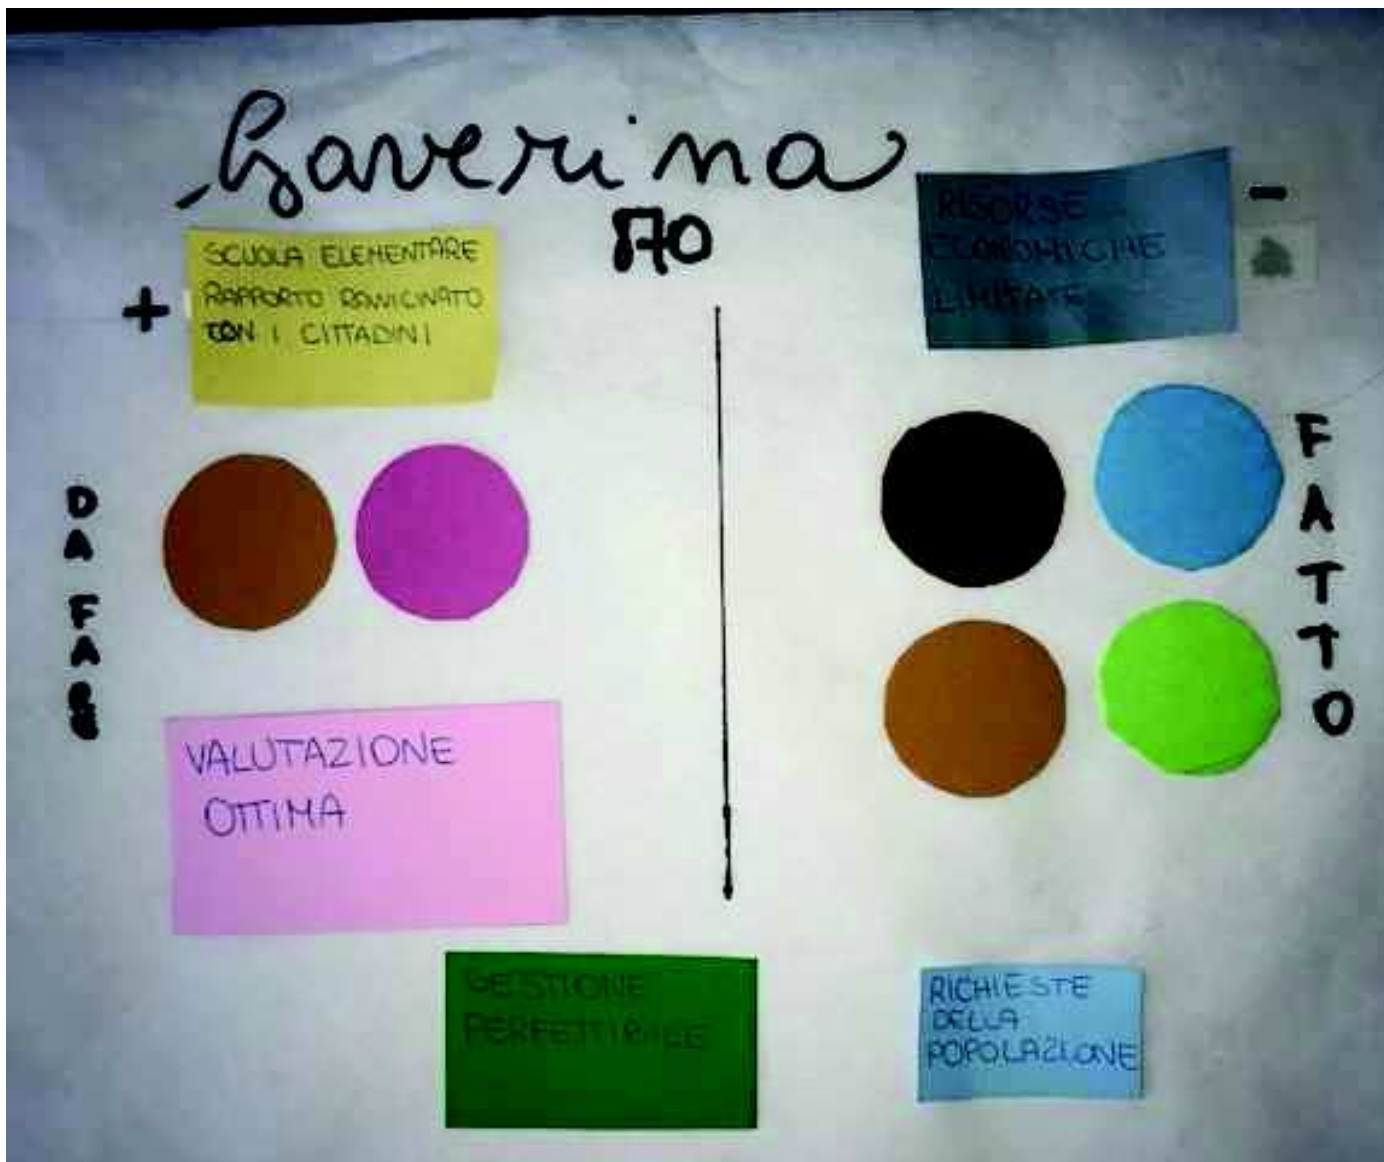 Gaverina
870
+
SCUOLA ELEMENTARE
RAPPORTO RAVVICINATO
CON I CITTADINI
-
RISORSE
ECONOMICHE
LIMITATE
DA FARE
FATTO
VALUTAZIONE
OTTIMA
GESTIONE
PERFETTIBILE
RICHIESTE
DELLA
POPOLAZIONE